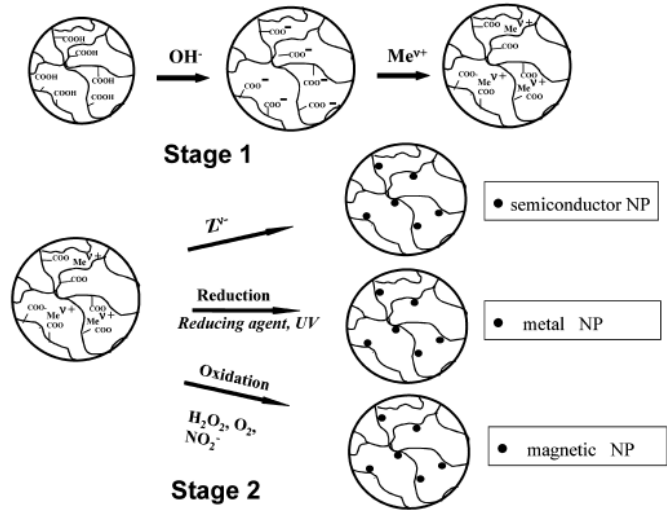 COOH
COOH
COOH
COOH
COOH
COOH
OH-
COO-
COO-
COO-
COO-
COO-
COO-
Meν+
COO Me ν+
COO
COO- ν+ COO ν+
Me Me
COO COO
Stage 1
Zν-
semiconductor NP
COO Me ν+
COO
COO- ν+ COO ν+
Me Me
COO COO
Reduction
Reducing agent, UV
metal NP
Oxidation
H2O2, O2,
NO2-
magnetic NP
Stage 2